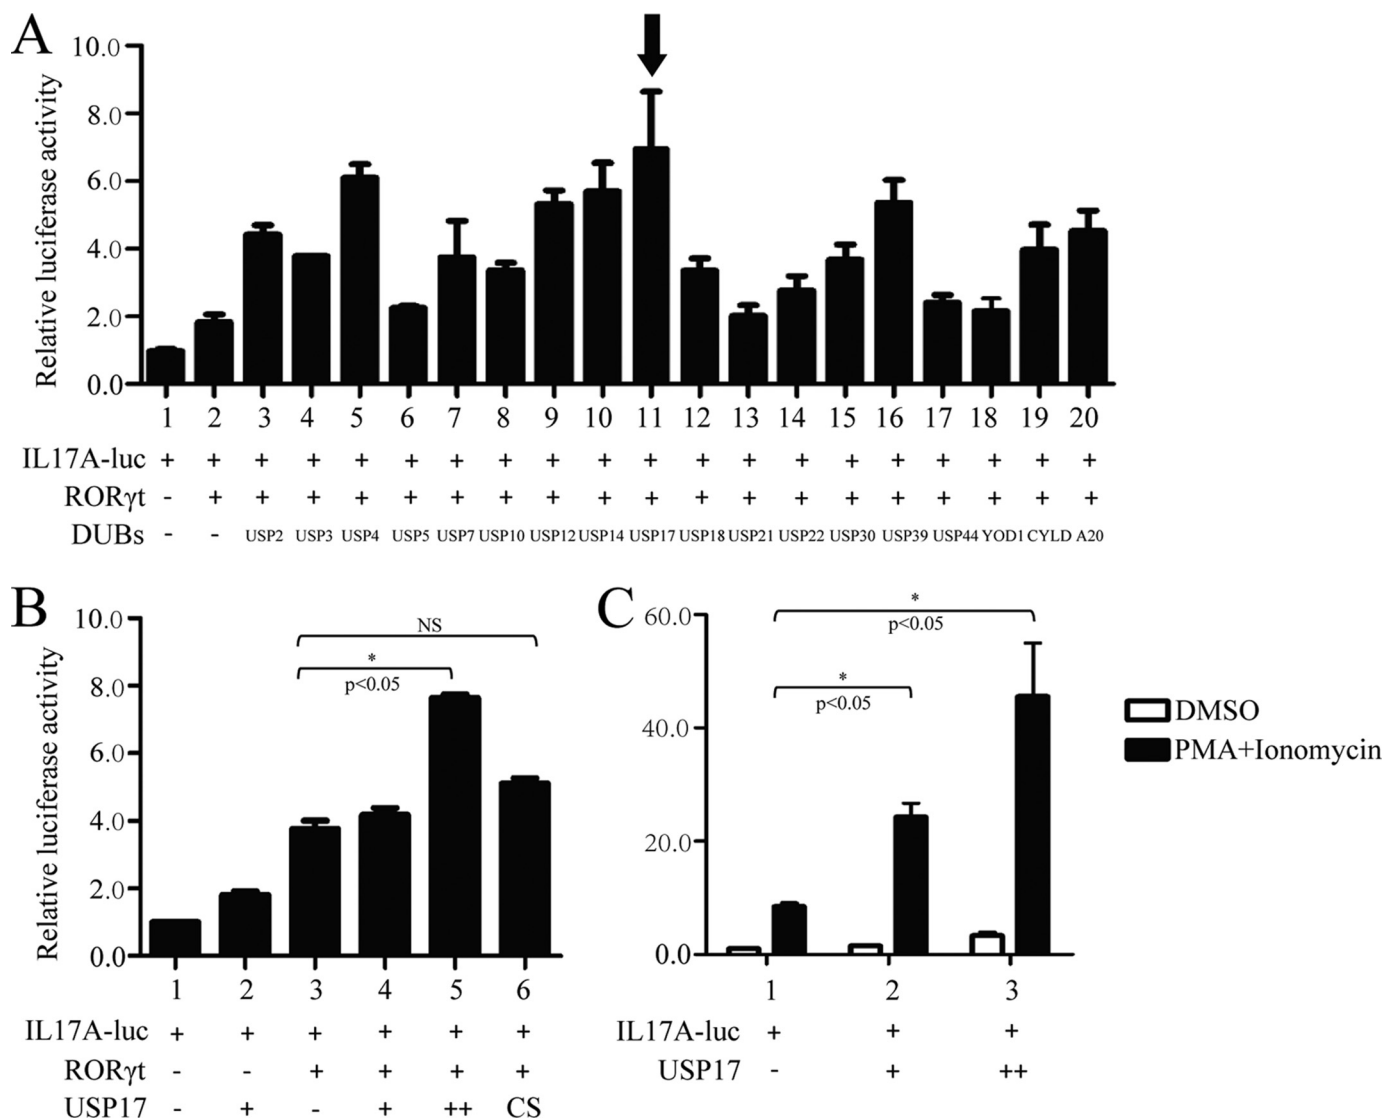 A
Relative luciferase activity
10.0
8.0
6.0
4.0
2.0
0.0
1 2 3 4 5 6 7 8 9 10 11 12 13 14 15 16 17 18 19 20
IL17A-luc + + + + + + + + + + + + + + + + + + + +
RORγt - + + + + + + + + + + + + + + + + + + +
DUBs - - USP2 USP3 USP4 USP5 USP7 USP10 USP12 USP14 USP17 USP18 USP21 USP22 USP30 USP39 USP44 YOD1 CYLD A20
B
Relative luciferase activity
10.0
8.0
6.0
4.0
2.0
0.0
NS
*
p<0.05
1 2 3 4 5 6
IL17A-luc + + + + + +
RORγt - - + + + +
USP17 - + - + ++ CS
C
60.0
40.0
20.0
0.0
*
p<0.05
*
p<0.05
DMSO
PMA+Ionomycin
1 2 3
IL17A-luc + + +
USP17 - + ++